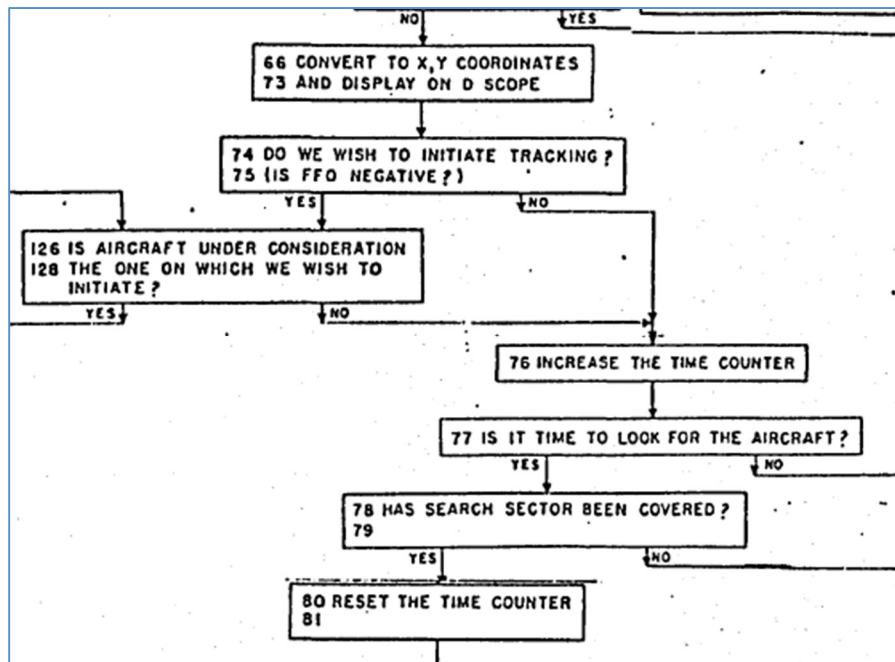 NO
YES
66 CONVERT TO X,Y COORDINATES
73 AND DISPLAY ON D SCOPE
74 DO WE WISH TO INITIATE TRACKING?
75 (IS FFO NEGATIVE?)
YES
NO
126 IS AIRCRAFT UNDER CONSIDERATION
128 THE ONE ON WHICH WE WISH TO
INITIATE?
YES
NO
76 INCREASE THE TIME COUNTER
77 IS IT TIME TO LOOK FOR THE AIRCRAFT?
YES
NO
78 HAS SEARCH SECTOR BEEN COVERED?
79
YES
NO
80 RESET THE TIME COUNTER
81